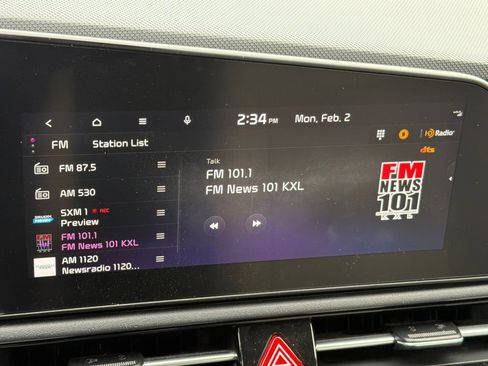 2:34 PM Mon, Feb. 2
FM Station List
HD Radio
dts
FM 87.5
AM 530
SXM 1 REC
Preview
FM 101.1
FM News 101 KXL
AM 1120
Newsradio 1120...
Talk
FM 101.1
FM News 101 KXL
FM
NEWS
101
KXL